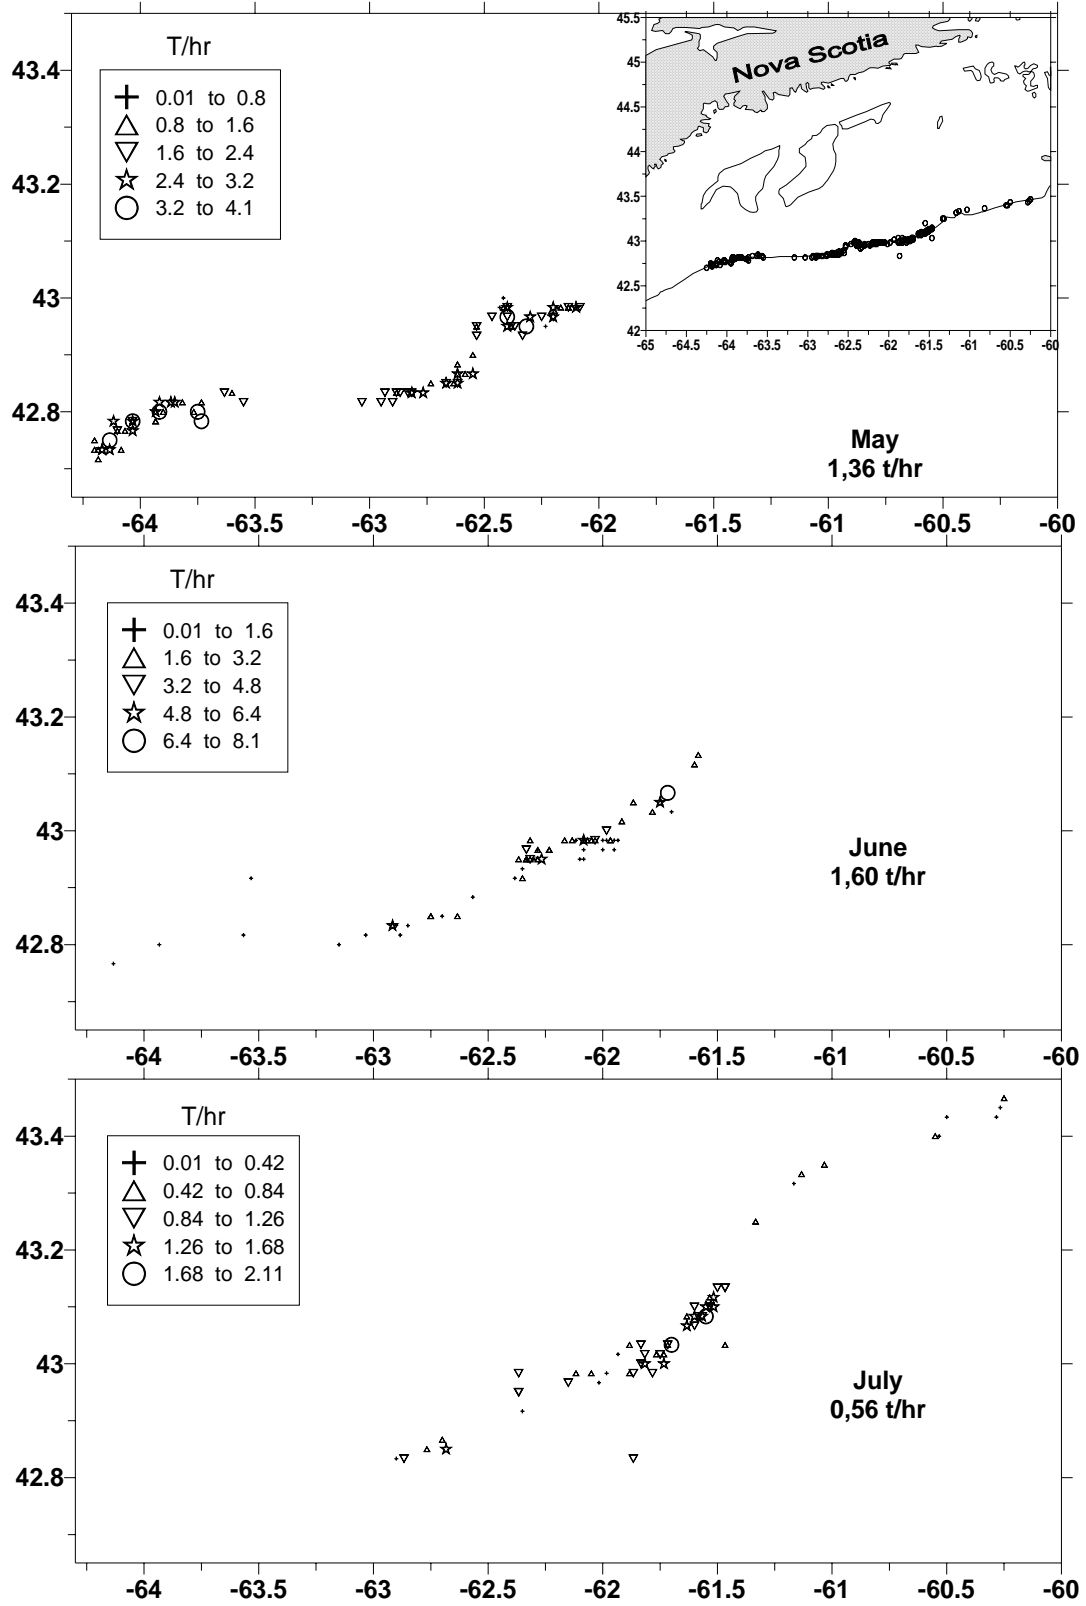 T/hr
0.01 to 0.8
0.8 to 1.6
1.6 to 2.4
2.4 to 3.2
3.2 to 4.1
43.4
43.2
43
42.8
Nova Scotia
45.5
45
44.5
44
43.5
43
42.5
42
-65 -64.5 -64 -63.5 -63 -62.5 -62 -61.5 -61 -60.5 -60
May
1,36 t/hr
-64 -63.5 -63 -62.5 -62 -61.5 -61 -60.5 -60
T/hr
0.01 to 1.6
1.6 to 3.2
3.2 to 4.8
4.8 to 6.4
6.4 to 8.1
43.4
43.2
43
42.8
June
1,60 t/hr
-64 -63.5 -63 -62.5 -62 -61.5 -61 -60.5 -60
T/hr
0.01 to 0.42
0.42 to 0.84
0.84 to 1.26
1.26 to 1.68
1.68 to 2.11
43.4
43.2
43
42.8
July
0,56 t/hr
-64 -63.5 -63 -62.5 -62 -61.5 -61 -60.5 -60